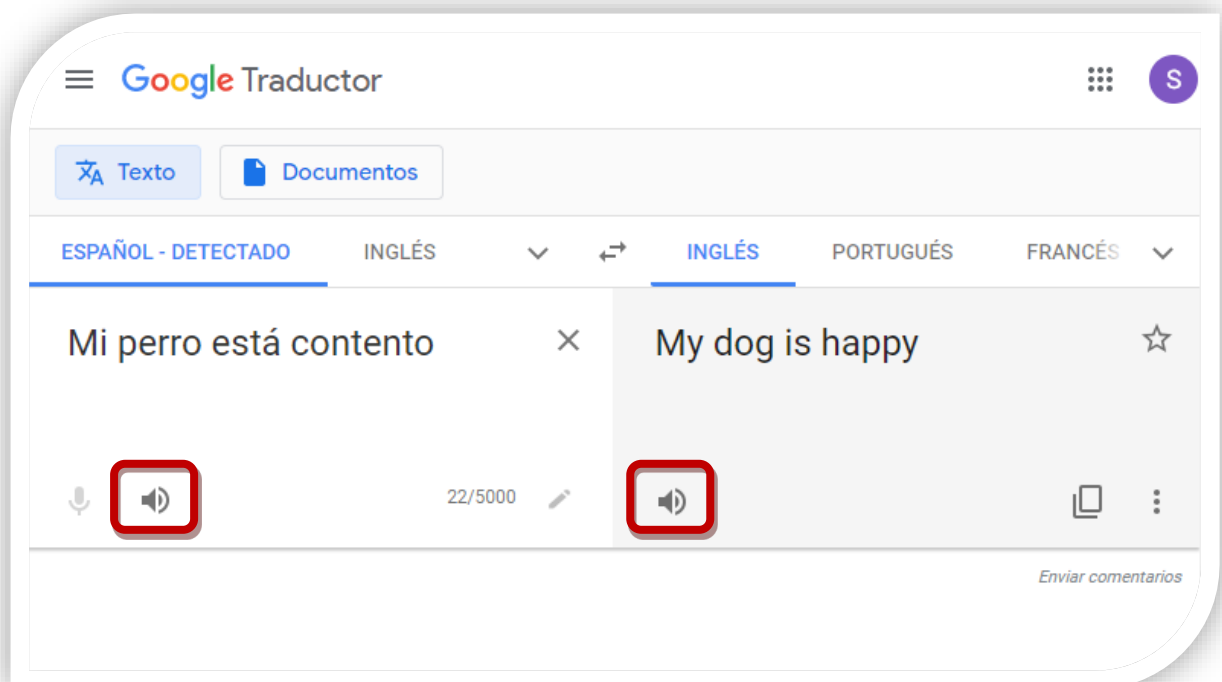 Google Traductor
S
Texto
Documentos
ESPAÑOL - DETECTADO
INGLÉS
INGLÉS
PORTUGUÉS
FRANCÉS
Mi perro está contento
My dog is happy
22/5000
Enviar comentarios